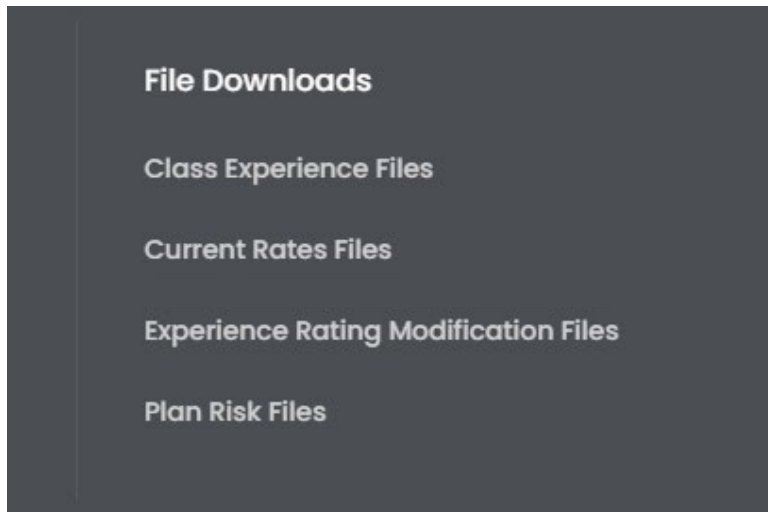 File Downloads
Class Experience Files
Current Rates Files
Experience Rating Modification Files
Plan Risk Files